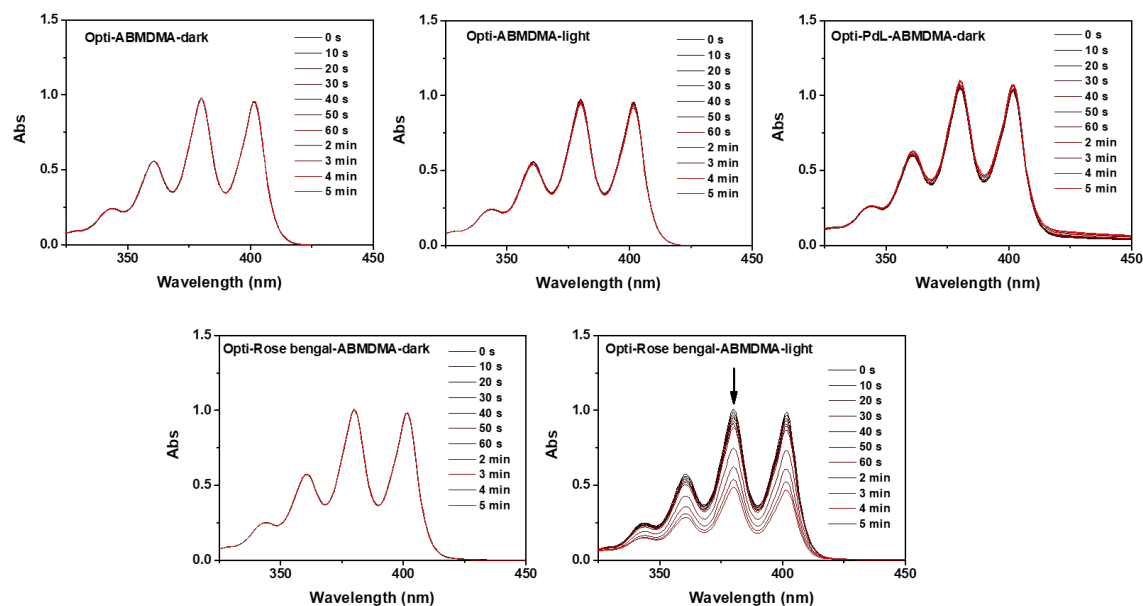 Opti-ABMDMA-dark
0 s
10 s
20 s
30 s
40 s
50 s
60 s
2 min
3 min
4 min
5 min
1.5
1.0
0.5
0.0
350
400
450
Abs
Wavelength (nm)
Opti-ABMDMA-light
0 s
10 s
20 s
30 s
40 s
50 s
60 s
2 min
3 min
4 min
5 min
1.5
1.0
0.5
0.0
350
400
450
Abs
Wavelength (nm)
Opti-PdL-ABMDMA-dark
0 s
10 s
20 s
30 s
40 s
50 s
60 s
2 min
3 min
4 min
5 min
1.5
1.0
0.5
0.0
350
400
450
Abs
Wavelength (nm)
Opti-Rose bengal-ABMDMA-dark
0 s
10 s
20 s
30 s
40 s
50 s
60 s
2 min
3 min
4 min
5 min
1.5
1.0
0.5
0.0
350
400
450
Abs
Wavelength (nm)
Opti-Rose bengal-ABMDMA-light
0 s
10 s
20 s
30 s
40 s
50 s
60 s
2 min
3 min
4 min
5 min
1.5
1.0
0.5
0.0
350
400
450
Abs
Wavelength (nm)